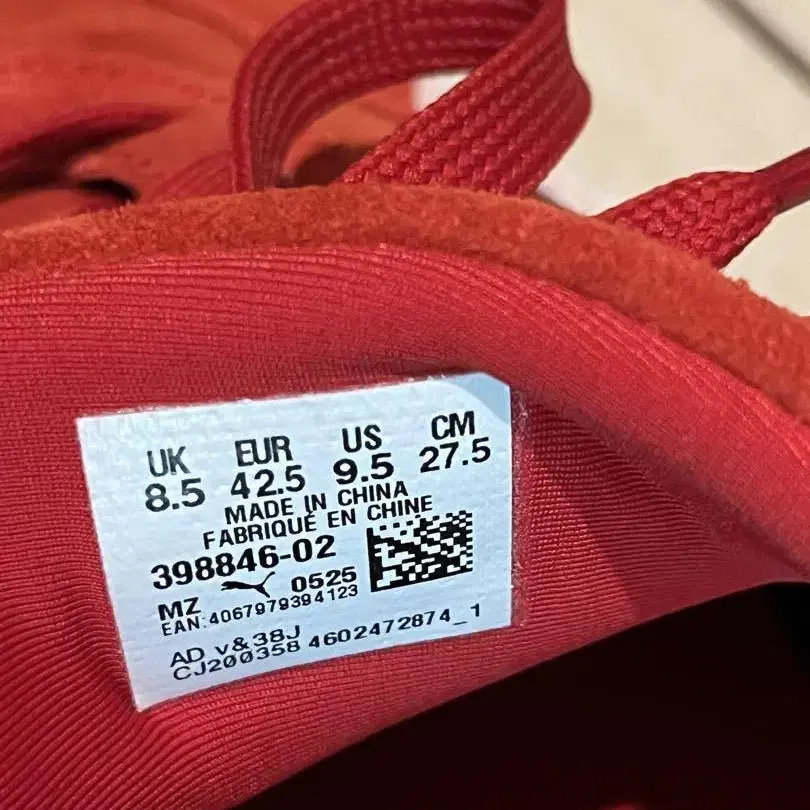 UK EUR US CM
8.5 42.5 9.5 27.5
MADE IN CHINA
FABRIQUÉ EN CHINE
398846-02
MZ 0525
EAN:4067979394123
AD v&38J
CJ200358 4602472874_1